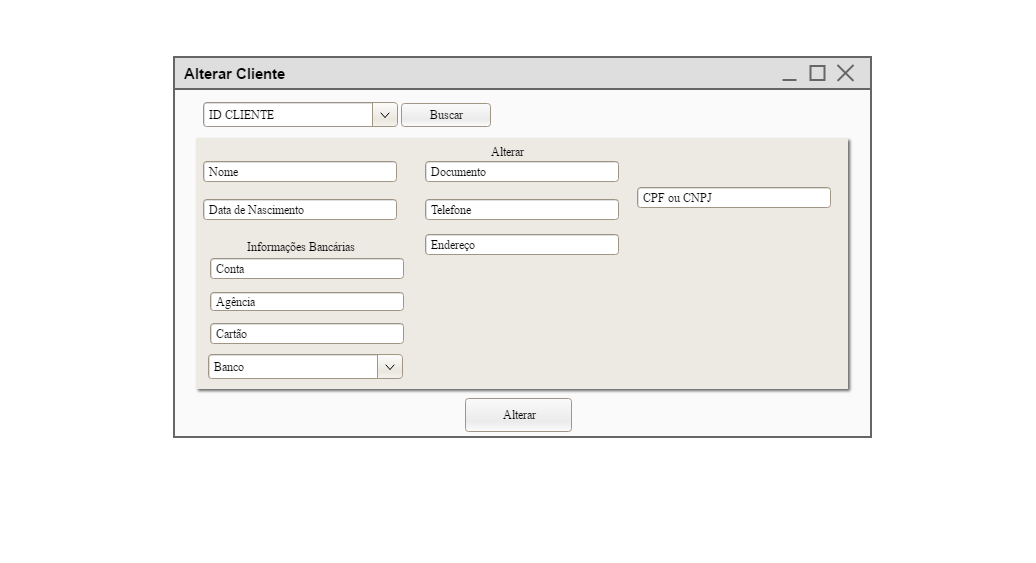 Alterar Cliente
ID CLIENTE
Buscar
Alterar
Nome
Documento
CPF ou CNPJ
Data de Nascimento
Telefone
Endereço
Informações Bancárias
Conta
Agência
Cartão
Banco
Alterar